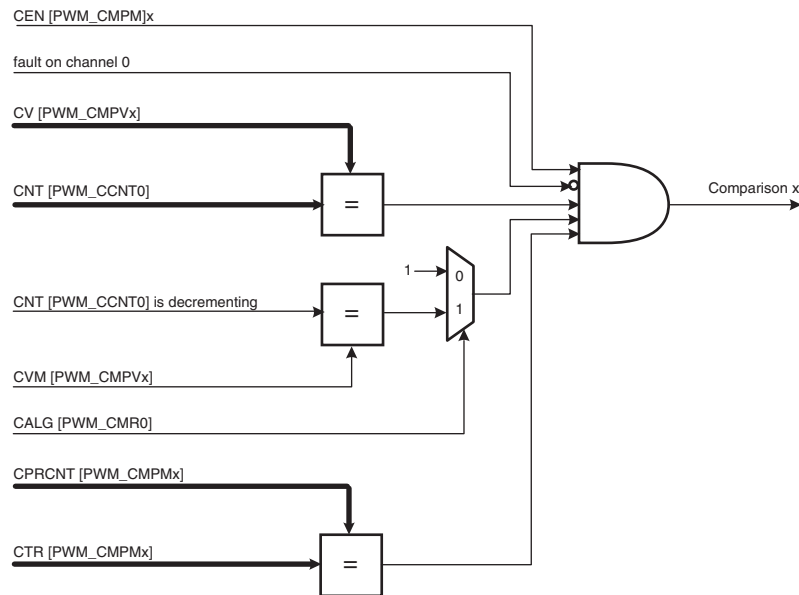 CEN [PWM_CMPM]x
fault on channel 0
CV [PWM_CMPVx]
CNT [PWM_CCNT0]
=
Comparison x
1
0
CNT [PWM_CCNT0] is decrementing
=
1
CVM [PWM_CMPVx]
CALG [PWM_CMR0]
CPRCNT [PWM_CMPMx]
CTR [PWM_CMPMx]
=